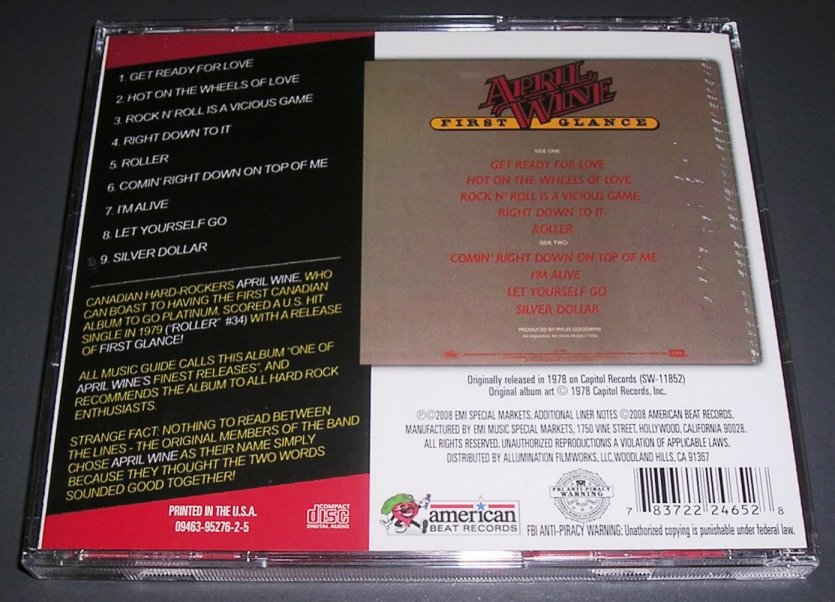 1. GET READY FOR LOVE
2. HOT ON THE WHEELS OF LOVE
3. ROCK N' ROLL IS A VICIOUS GAME
4. RIGHT DOWN TO IT
5. ROLLER
6. COMIN' RIGHT DOWN ON TOP OF ME
7. I'M ALIVE
8. LET YOURSELF GO
9. SILVER DOLLAR
CANADIAN HARD-ROCKERS APRIL WINE, WHO
CAN BOAST TO HAVING THE FIRST CANADIAN
ALBUM TO GO PLATINUM, SCORED A U.S. HIT
SINGLE IN 1979 ("ROLLER" #34) WITH A RELEASE
OF FIRST GLANCE!
ALL MUSIC GUIDE CALLS THIS ALBUM "ONE OF
APRIL WINE'S FINEST RELEASES", AND
RECOMMENDS THE ALBUM TO ALL HARD ROCK
ENTHUSIASTS.
STRANGE FACT: NOTHING TO READ BETWEEN
THE LINES - THE ORIGINAL MEMBERS OF THE BAND
CHOSE APRIL WINE AS THEIR NAME SIMPLY
BECAUSE THEY THOUGHT THE TWO WORDS
SOUNDED GOOD TOGETHER!
PRINTED IN THE U.S.A.
09463-95276-2-5
COMPACT
disc
DIGITAL AUDIO
APRIL
WINE
FIRST GLANCE
SIDE ONE
GET READY FOR LOVE
HOT ON THE WHEELS OF LOVE
ROCK N' ROLL IS A VICIOUS GAME
RIGHT DOWN TO IT
ROLLER
SIDE TWO
COMIN' RIGHT DOWN ON TOP OF ME
I'M ALIVE
LET YOURSELF GO
SILVER DOLLAR
PRODUCED BY MYLES GOODWYN
AN AQUARIUS RECORDS PRODUCTION
Originally released in 1978 on Capitol Records (SW-11852)
Original album art © 1978 Capitol Records, Inc.
℗©2008 EMI SPECIAL MARKETS. ADDITIONAL LINER NOTES ©2008 AMERICAN BEAT RECORDS.
MANUFACTURED BY EMI MUSIC SPECIAL MARKETS, 1750 VINE STREET, HOLLYWOOD, CALIFORNIA 90028.
ALL RIGHTS RESERVED. UNAUTHORIZED REPRODUCTION IS A VIOLATION OF APPLICABLE LAWS.
DISTRIBUTED BY ALLUMINATION FILMWORKS, LLC, WOODLAND HILLS, CA 91367
american
BEAT RECORDS
FBI ANTI-PIRACY
WARNING
7 83722 24652 8
FBI ANTI-PIRACY WARNING: Unauthorized copying is punishable under federal law.